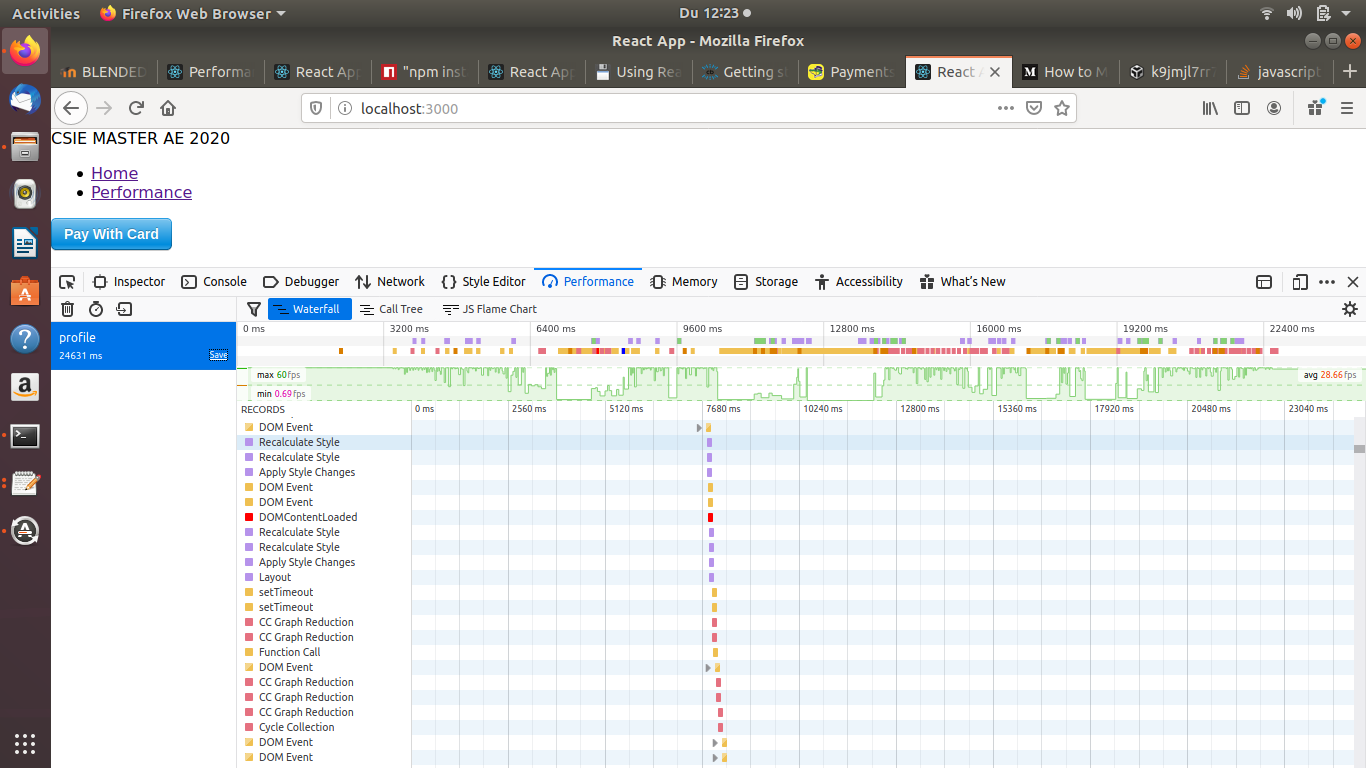 Activities Firefox Web Browser Du 12:23
React App - Mozilla Firefox
BLENDED Performa React App "npm inst React App Using Rea Getting st Payments React A How to M k9jmjl7rr7 javascript
localhost:3000
CSIE MASTER AE 2020
Home
Performance
Pay With Card
Inspector Console Debugger Network Style Editor Performance Memory Storage Accessibility What's New
Waterfall Call Tree JS Flame Chart
profile
24631 ms Save
0 ms 3200 ms 6400 ms 9600 ms 12800 ms 16000 ms 19200 ms 22400 ms
max 60fps
avg 28.66fps
min 0.69fps
RECORDS 0 ms 2560 ms 5120 ms 7680 ms 10240 ms 12800 ms 15360 ms 17920 ms 20480 ms 23040 ms
DOM Event
Recalculate Style
Recalculate Style
Apply Style Changes
DOM Event
DOM Event
DOMContentLoaded
Recalculate Style
Recalculate Style
Apply Style Changes
Layout
setTimeout
setTimeout
CC Graph Reduction
CC Graph Reduction
Function Call
DOM Event
CC Graph Reduction
CC Graph Reduction
CC Graph Reduction
Cycle Collection
DOM Event
DOM Event